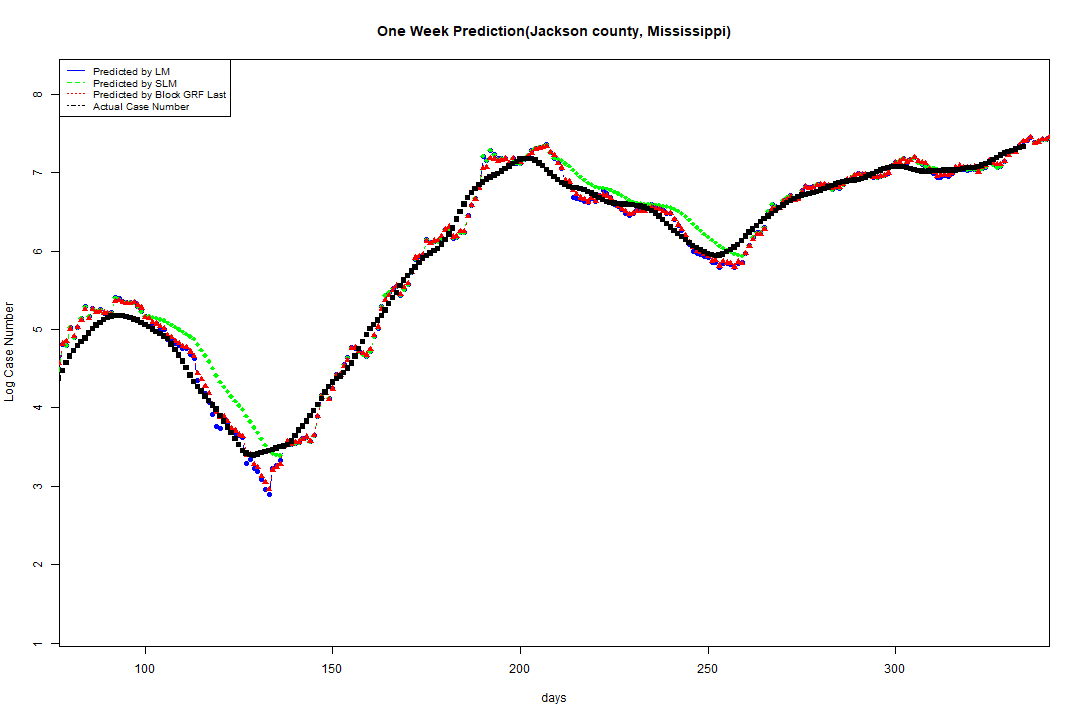 One Week Prediction(Jackson county, Mississippi)
Predicted by LM
Predicted by SLM
Predicted by Block GRF Last
Actual Case Number
8
7
6
5
4
3
2
1
Log Case Number
100 150 200 250 300
days